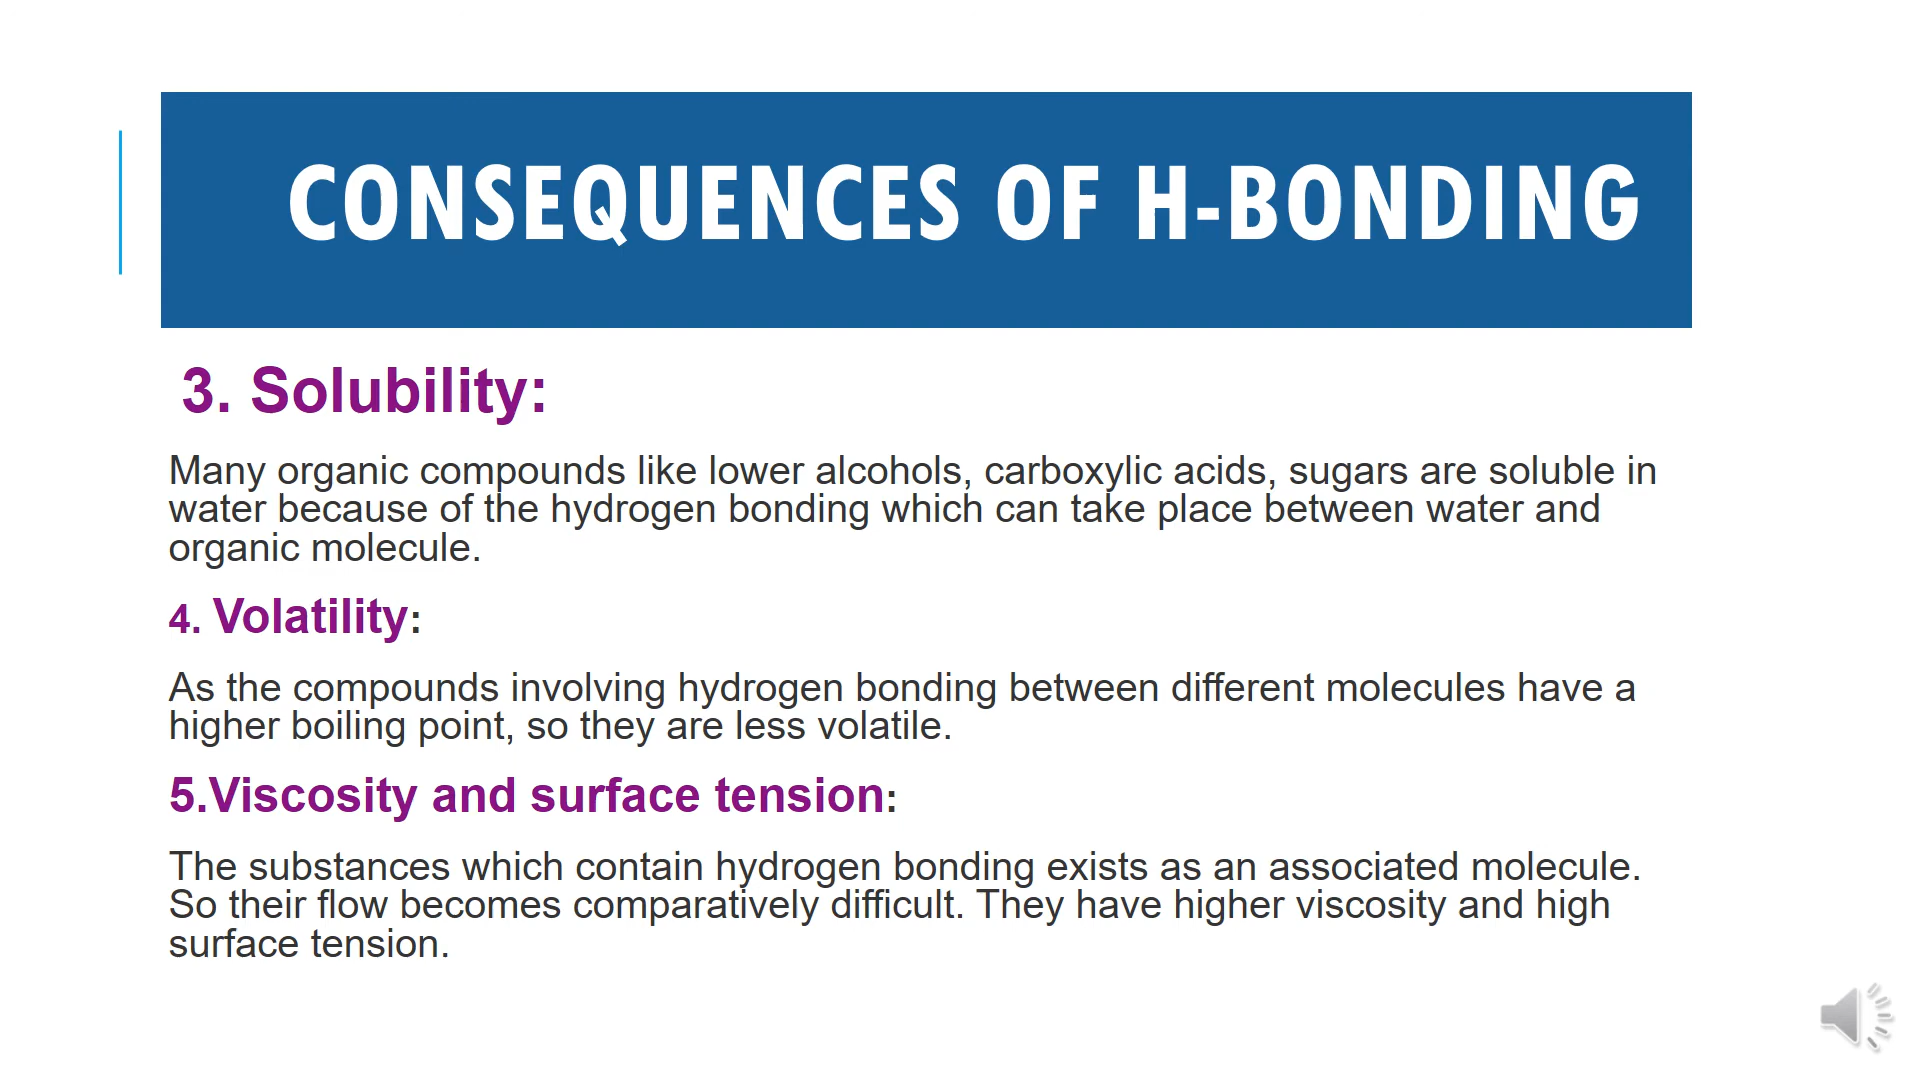 CONSEQUENCES OF H-BONDING
3. Solubility:
Many organic compounds like lower alcohols, carboxylic acids, sugars are soluble in
water because of the hydrogen bonding which can take place between water and
organic molecule.
4. Volatility:
As the compounds involving hydrogen bonding between different molecules have a
higher boiling point, so they are less volatile.
5.Viscosity and surface tension:
The substances which contain hydrogen bonding exists as an associated molecule.
So their flow becomes comparatively difficult. They have higher viscosity and high
surface tension.